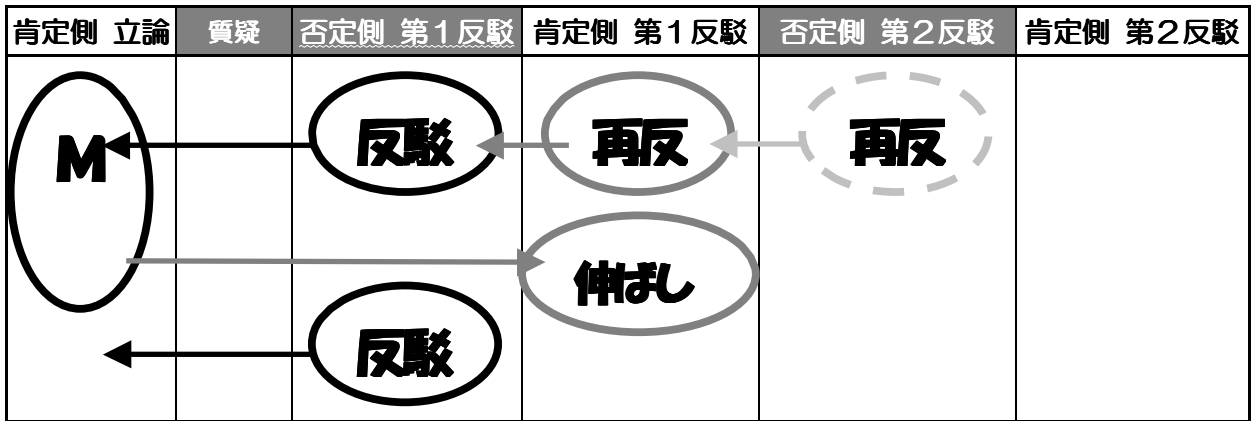 肯定側 立論 質疑 否定側 第１反駁 肯定側 第１反駁 否定側 第２反駁 肯定側 第２反駁
M 反駁 再反 再反
伸ばし
反駁